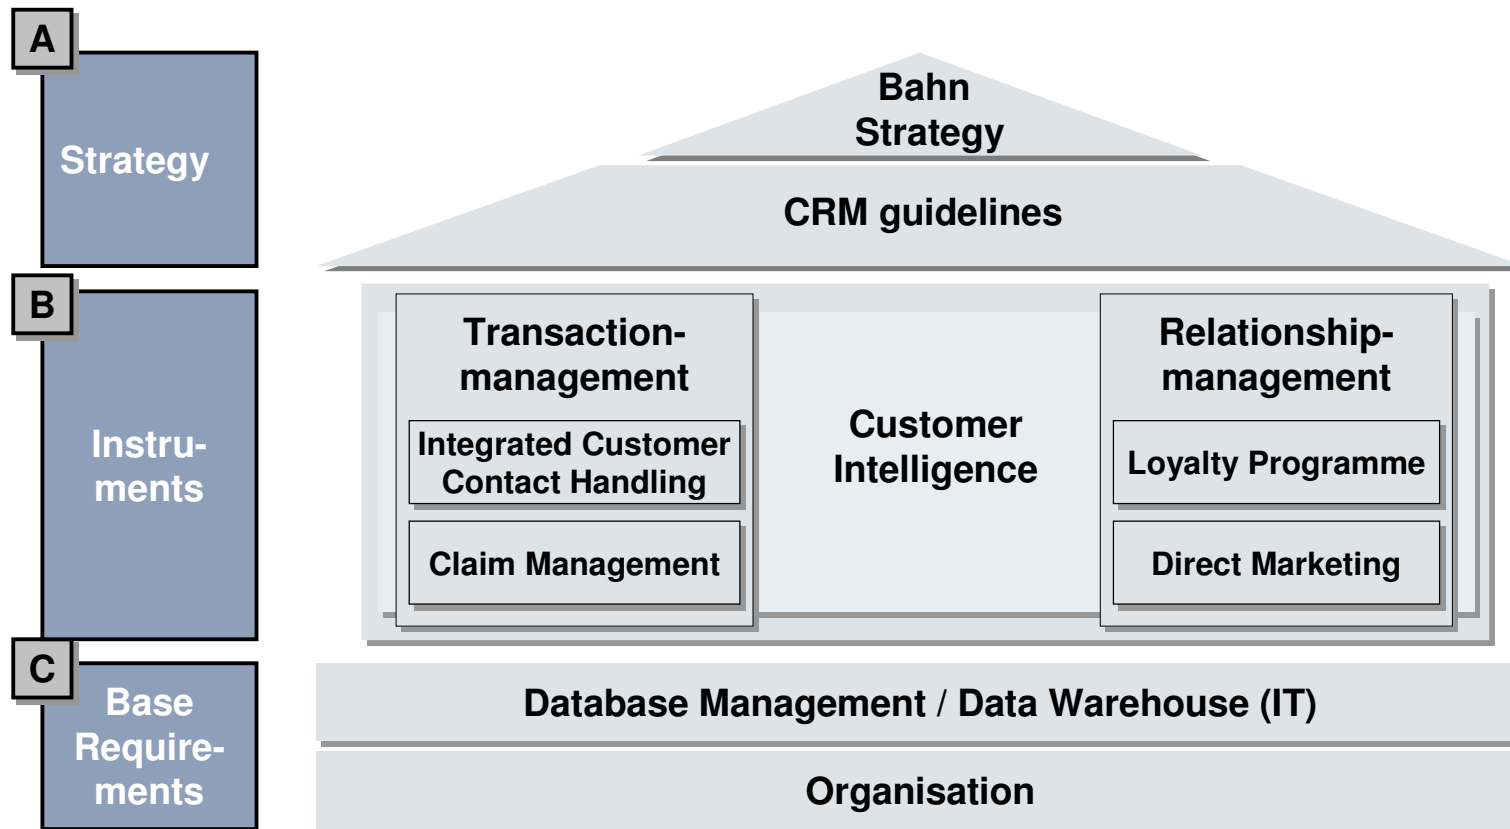 A
Strategy
Bahn
Strategy
CRM guidelines
B
Instru-
ments
Transaction-
management
Integrated Customer
Contact Handling
Claim Management
Customer
Intelligence
Relationship-
management
Loyalty Programme
Direct Marketing
C
Base
Require-
ments
Database Management / Data Warehouse (IT)
Organisation